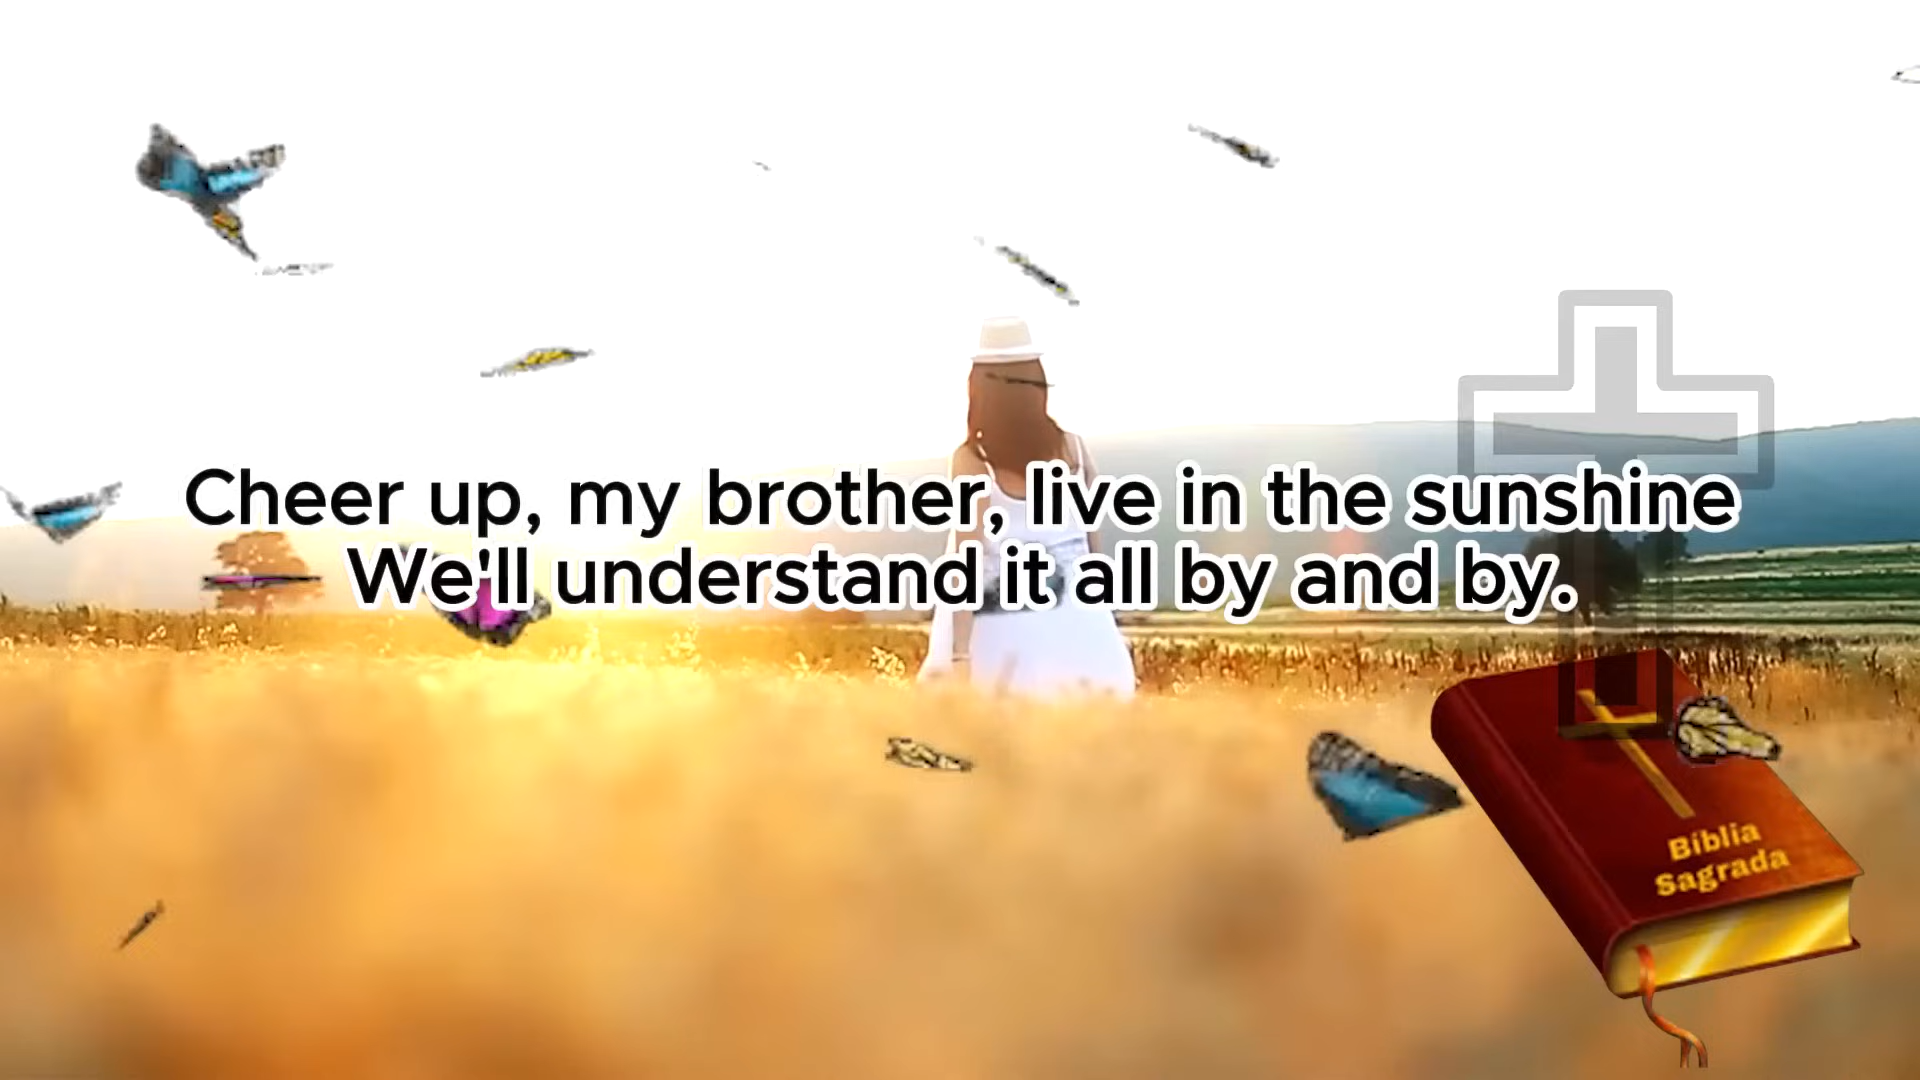 Cheer up, my brother, live in the sunshine
We'll understand it all by and by.
Bíblia
Sagrada